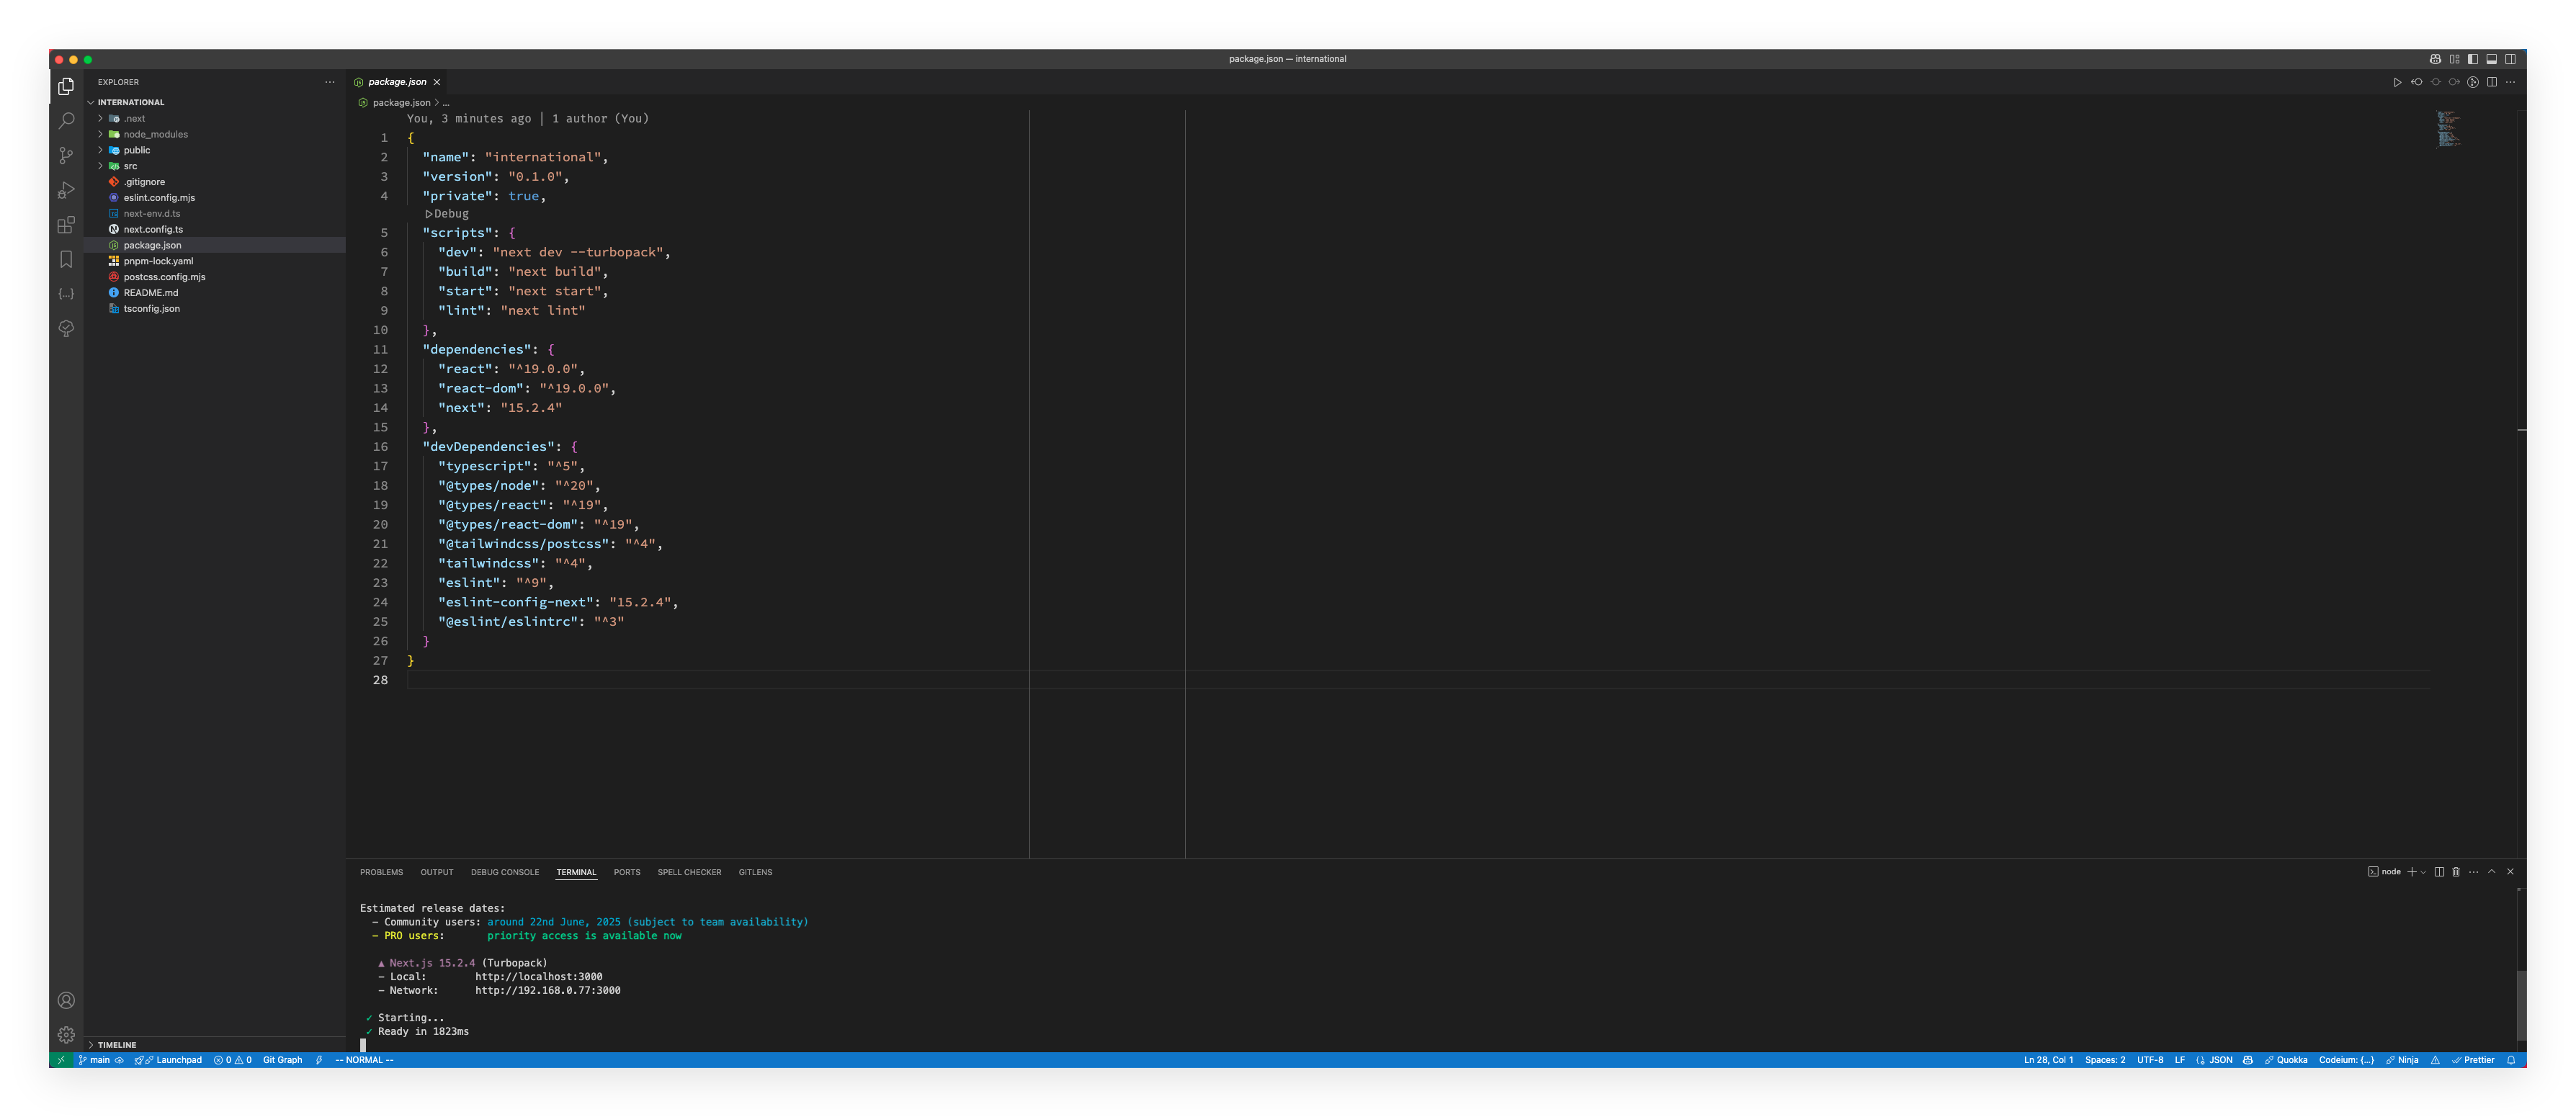 package.json — international
EXPLORER
INTERNATIONAL
.next
node_modules
public
src
.gitignore
eslint.config.mjs
next-env.d.ts
next.config.ts
package.json
pnpm-lock.yaml
postcss.config.mjs
README.md
tsconfig.json
TIMELINE
package.json
package.json > ...
You, 3 minutes ago | 1 author (You)
1 {
2 "name": "international",
3 "version": "0.1.0",
4 "private": true,
Debug
5 "scripts": {
6 "dev": "next dev --turbopack",
7 "build": "next build",
8 "start": "next start",
9 "lint": "next lint"
10 },
11 "dependencies": {
12 "react": "^19.0.0",
13 "react-dom": "^19.0.0",
14 "next": "15.2.4"
15 },
16 "devDependencies": {
17 "typescript": "^5",
18 "@types/node": "^20",
19 "@types/react": "^19",
20 "@types/react-dom": "^19",
21 "@tailwindcss/postcss": "^4",
22 "tailwindcss": "^4",
23 "eslint": "^9",
24 "eslint-config-next": "15.2.4",
25 "@eslint/eslintrc": "^3"
26 }
27 }
28
PROBLEMS OUTPUT DEBUG CONSOLE TERMINAL PORTS SPELL CHECKER GITLENS
node
Estimated release dates:
– Community users: around 22nd June, 2025 (subject to team availability)
– PRO users: priority access is available now
▲ Next.js 15.2.4 (Turbopack)
- Local: http://localhost:3000
- Network: http://192.168.0.77:3000
✓ Starting...
✓ Ready in 1823ms
main Launchpad 0 0 Git Graph -- NORMAL -- Ln 28, Col 1 Spaces: 2 UTF-8 LF JSON Quokka Codeium: {...} Ninja Prettier